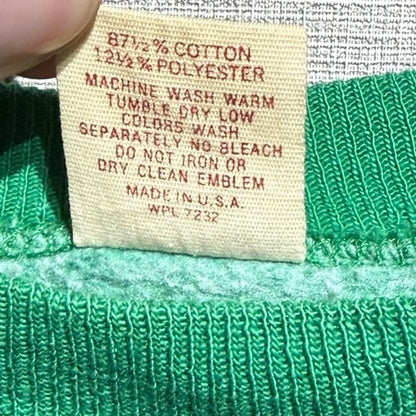 87½ % COTTON
12½ % POLYESTER
MACHINE WASH WARM
TUMBLE DRY LOW
COLORS WASH
SEPARATELY NO BLEACH
DO NOT IRON OR
DRY CLEAN EMBLEM
MADE IN U.S.A.
WPL 7232